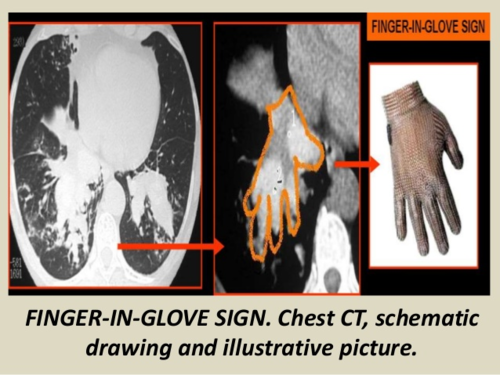 FINGER-IN-GLOVE SIGN
FINGER-IN-GLOVE SIGN. Chest CT, schematic
drawing and illustrative picture.